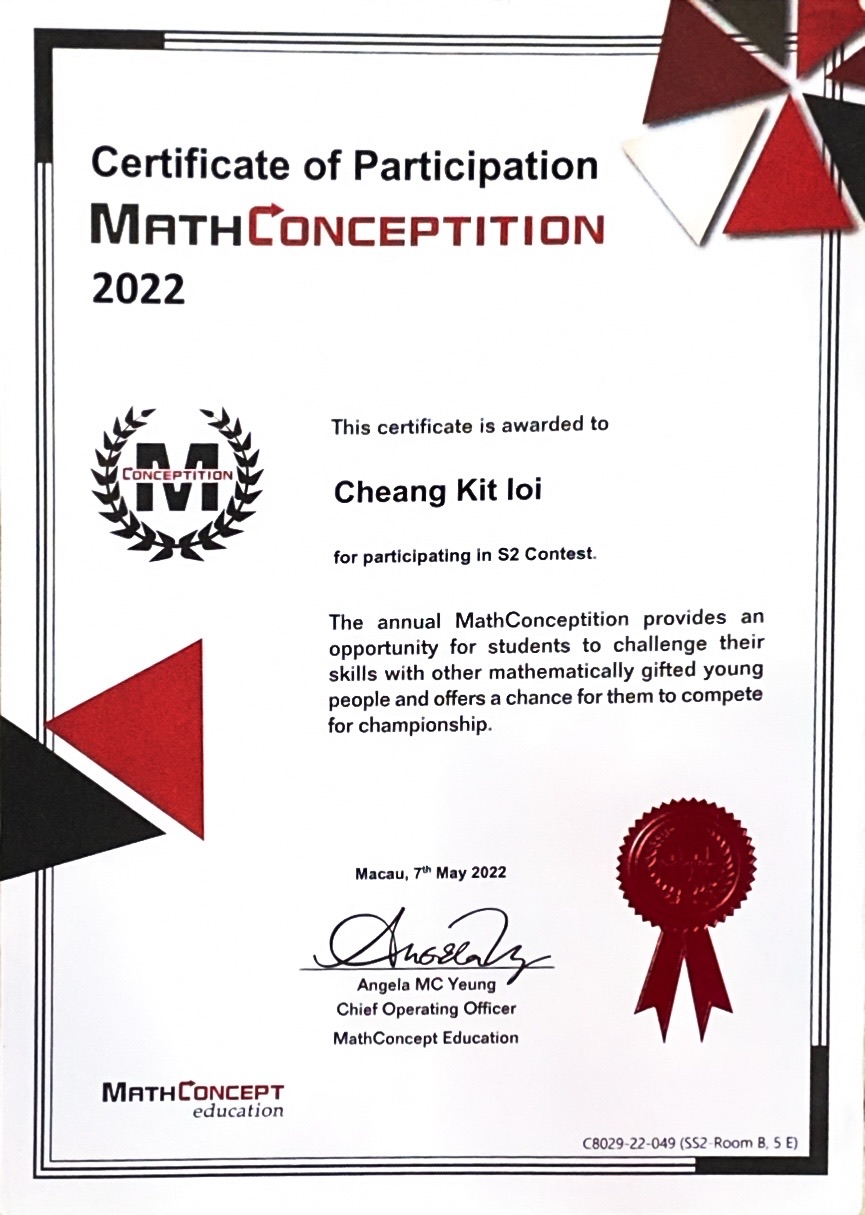 Certificate of Participation
MATHCONCEPTITION
2022
CONCEPTITION
M
This certificate is awarded to
Cheang Kit Ioi
for participating in S2 Contest.
The annual MathConceptition provides an
opportunity for students to challenge their
skills with other mathematically gifted young
people and offers a chance for them to compete
for championship.
Macau, 7th May 2022
Angela MC Yeung
Chief Operating Officer
MathConcept Education
MATHCONCEPT
education
C8029-22-049 (SS2-Room B, 5 E)